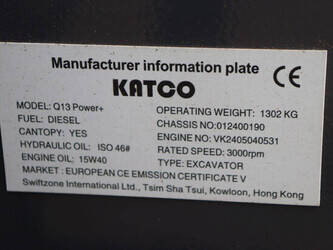 Manufacturer information plate
CE
KATCO
MODEL: Q13 Power+
OPERATING WEIGHT: 1302 KG
FUEL: DIESEL
CHASSIS NO:012400190
CANTOPY: YES
ENGINE NO: VK2405040531
HYDRAULIC OIL: ISO 46#
RATED SPEED: 3000rpm
ENGINE OIL: 15W40
TYPE: EXCAVATOR
MARKET : EUROPEAN CE EMISSION CERTIFICATE V
Swiftzone International Ltd., Tsim Sha Tsui, Kowloon, Hong Kong